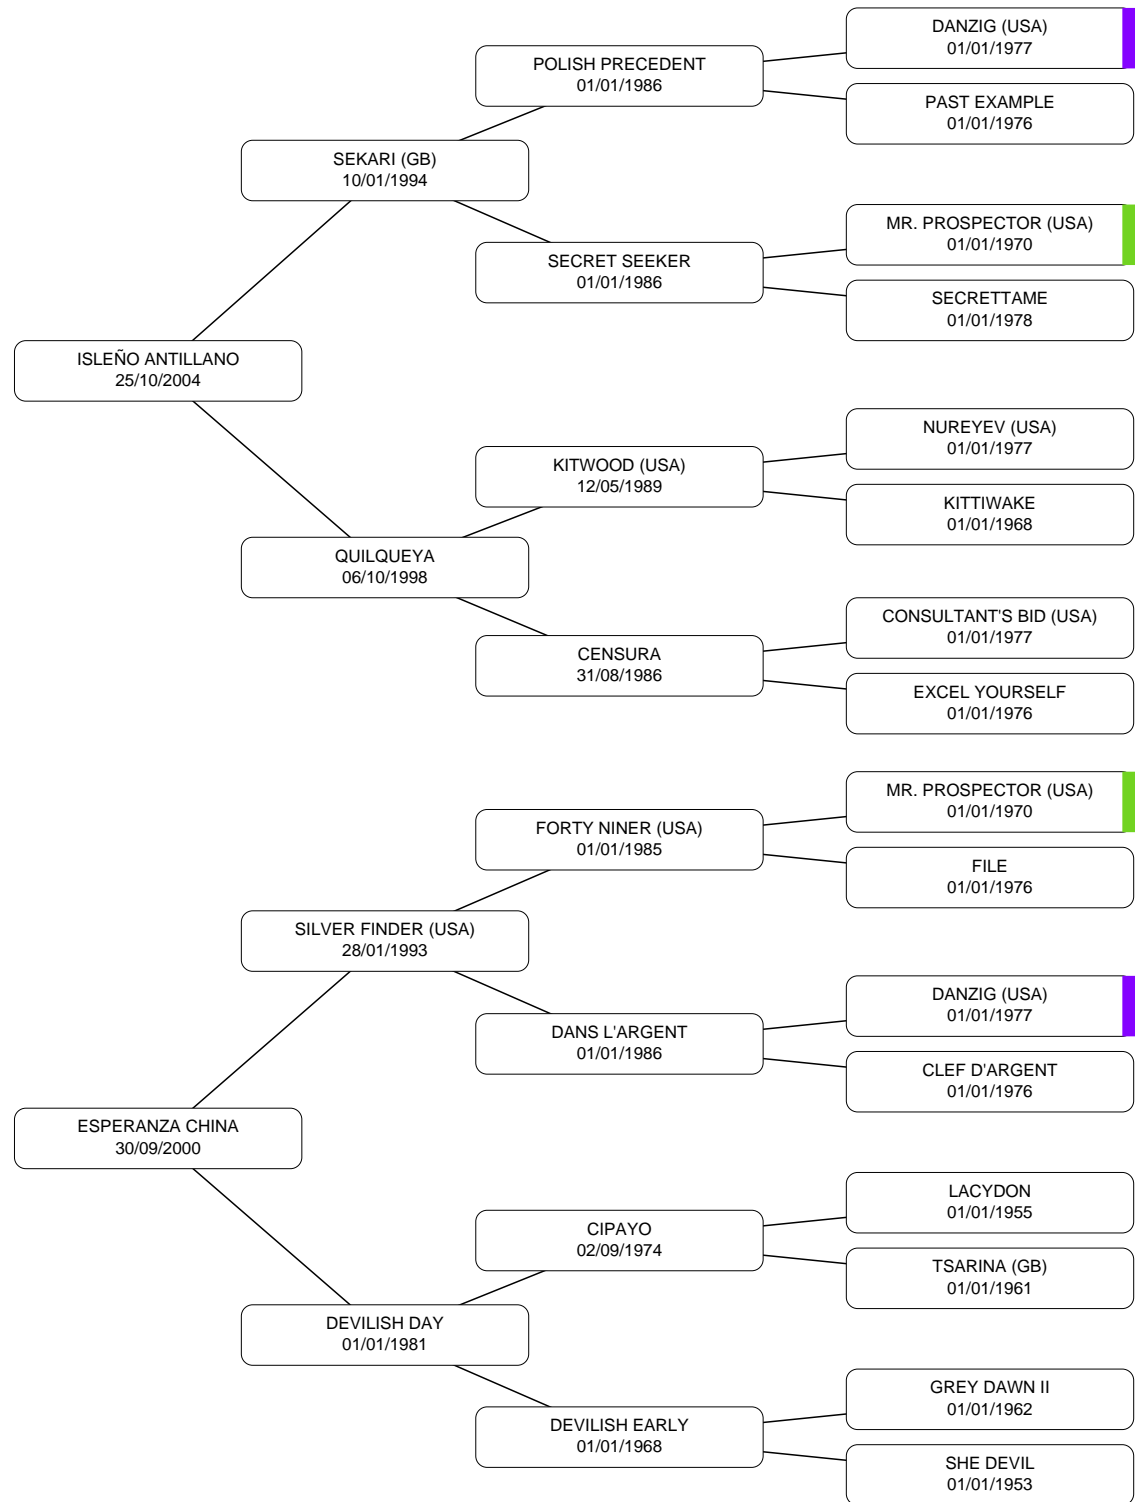 DANZIG (USA)
01/01/1977
POLISH PRECEDENT
01/01/1986
PAST EXAMPLE
01/01/1976
SEKARI (GB)
10/01/1994
MR. PROSPECTOR (USA)
01/01/1970
SECRET SEEKER
01/01/1986
SECRETTAME
01/01/1978
ISLEÑO ANTILLANO
25/10/2004
NUREYEV (USA)
01/01/1977
KITWOOD (USA)
12/05/1989
KITTIWAKE
01/01/1968
QUILQUEYA
06/10/1998
CONSULTANT'S BID (USA)
01/01/1977
CENSURA
31/08/1986
EXCEL YOURSELF
01/01/1976
MR. PROSPECTOR (USA)
01/01/1970
FORTY NINER (USA)
01/01/1985
FILE
01/01/1976
SILVER FINDER (USA)
28/01/1993
DANZIG (USA)
01/01/1977
DANS L'ARGENT
01/01/1986
CLEF D'ARGENT
01/01/1976
ESPERANZA CHINA
30/09/2000
LACYDON
01/01/1955
CIPAYO
02/09/1974
TSARINA (GB)
01/01/1961
DEVILISH DAY
01/01/1981
GREY DAWN II
01/01/1962
DEVILISH EARLY
01/01/1968
SHE DEVIL
01/01/1953